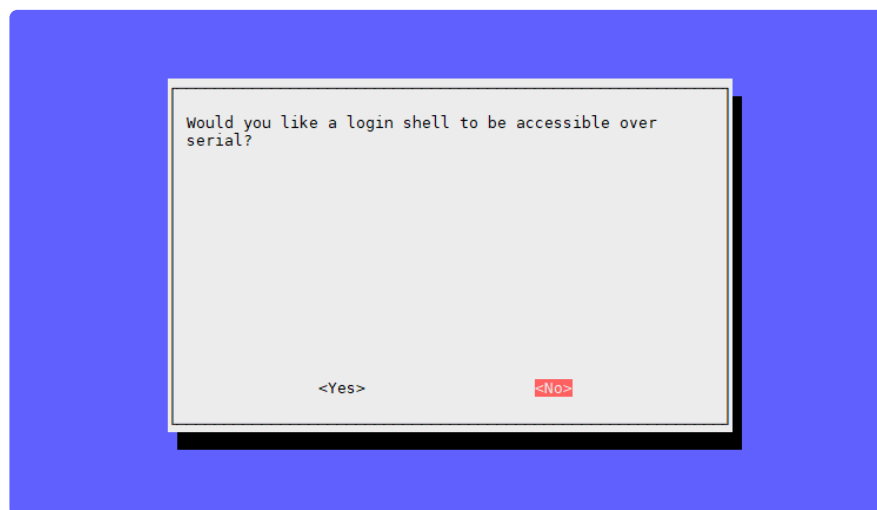 Would you like a login shell to be accessible over
serial?
<Yes> <No>